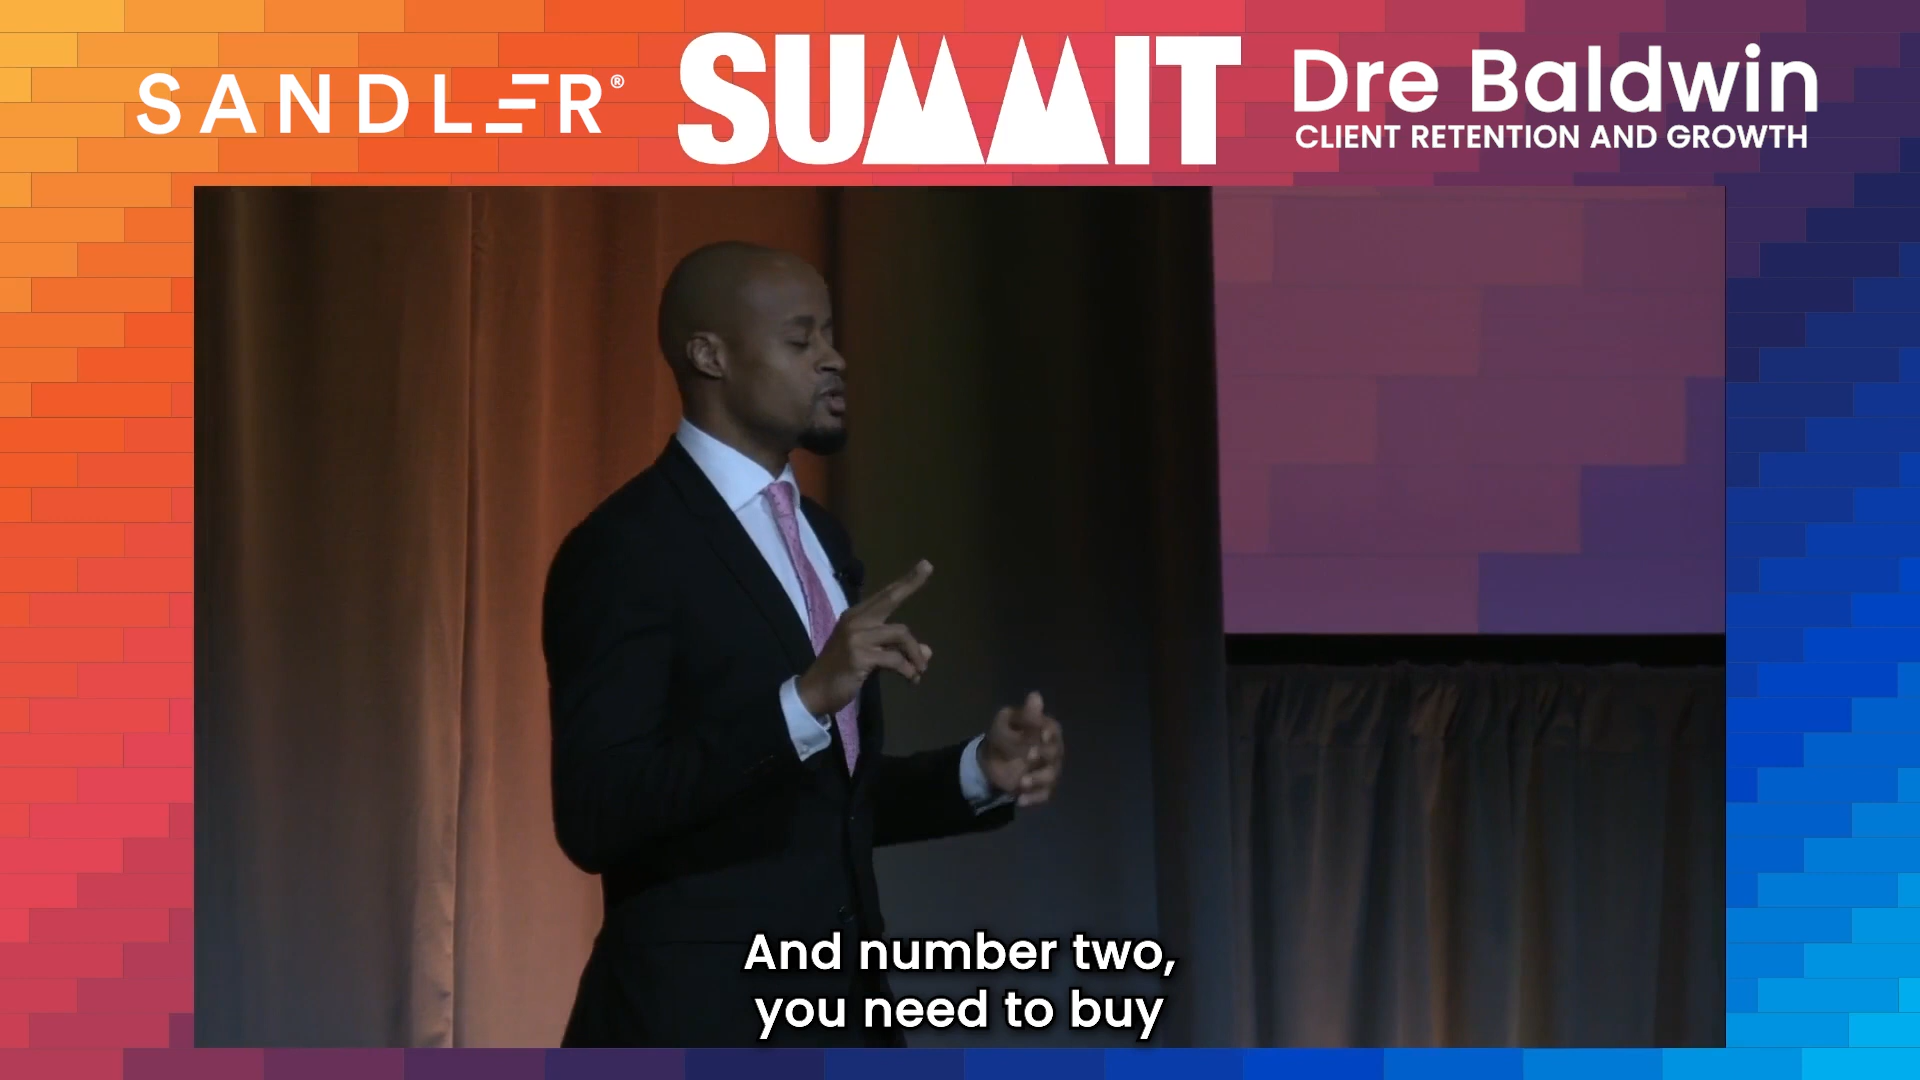 SANDLER®
SUMMIT
Dre Baldwin
CLIENT RETENTION AND GROWTH
And number two,
you need to buy